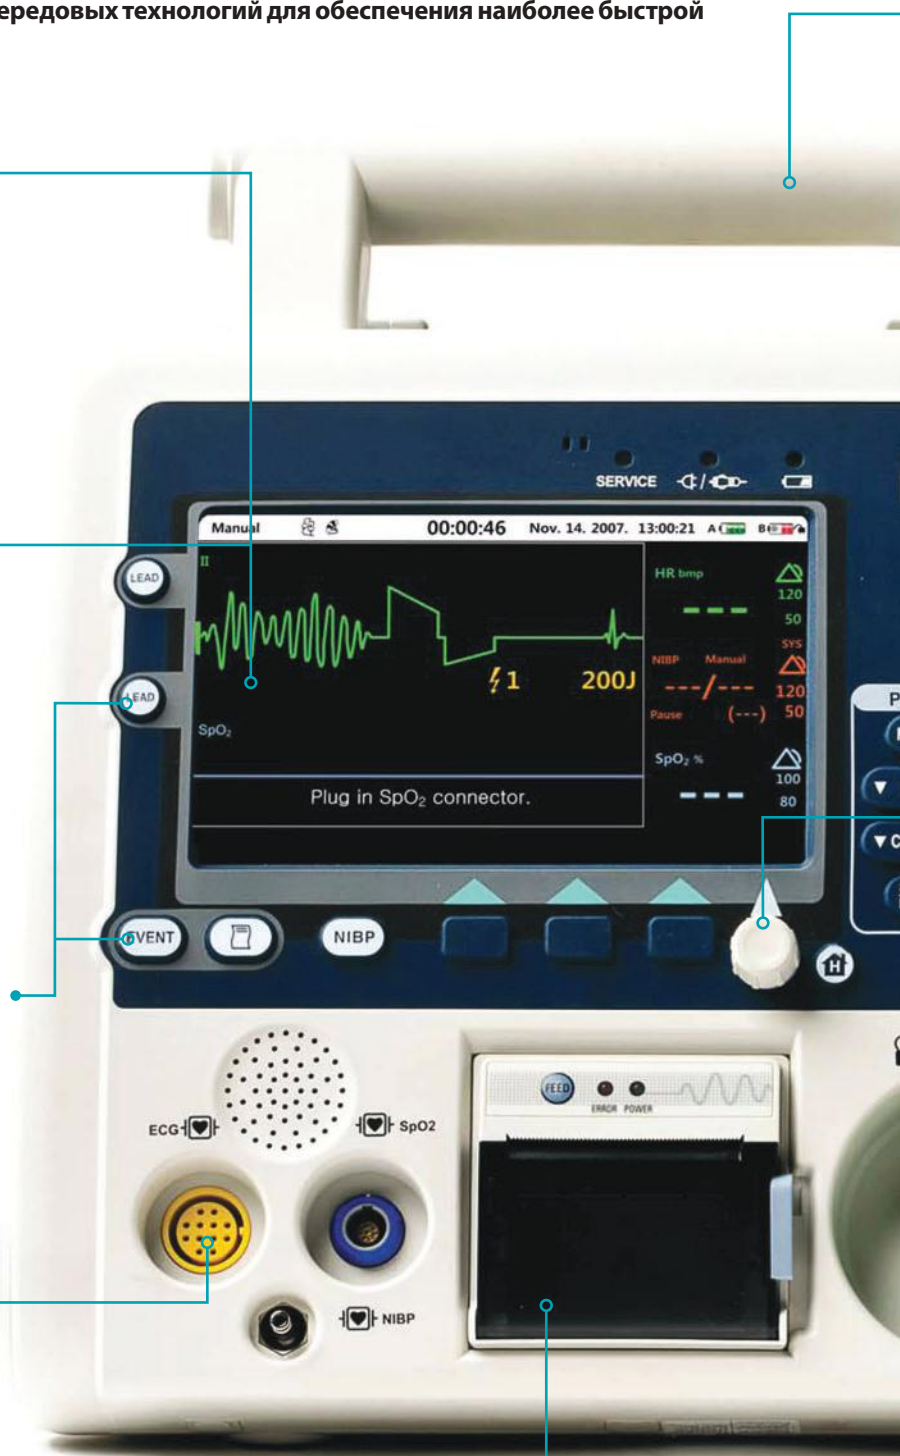 передовых технологий для обеспечения наиболее быстрой
SERVICE
Manual 00:00:46 Nov. 14. 2007. 13:00:21 A B
II
LEAD
HR bmp
120
---
50
SYS
NIBP Manual
⚡1 200J
---/--- 120
LEAD
Pause (---) 50
P
SpO₂
SpO₂ %
100
--- 80
Plug in SpO₂ connector.
▼
▼ C
EVENT
NIBP
H
FEED
ERROR POWER
ECG
SpO2
NIBP